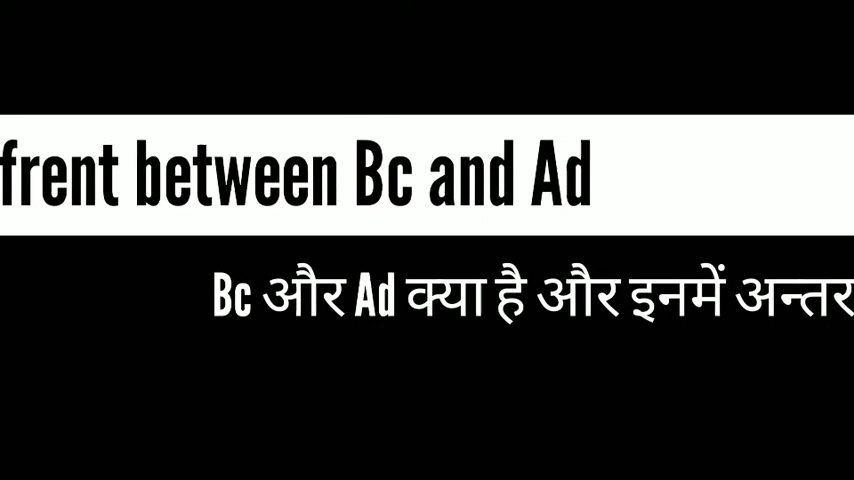 frent between Bc and Ad
Bc और Ad क्या है और इनमें अन्तर